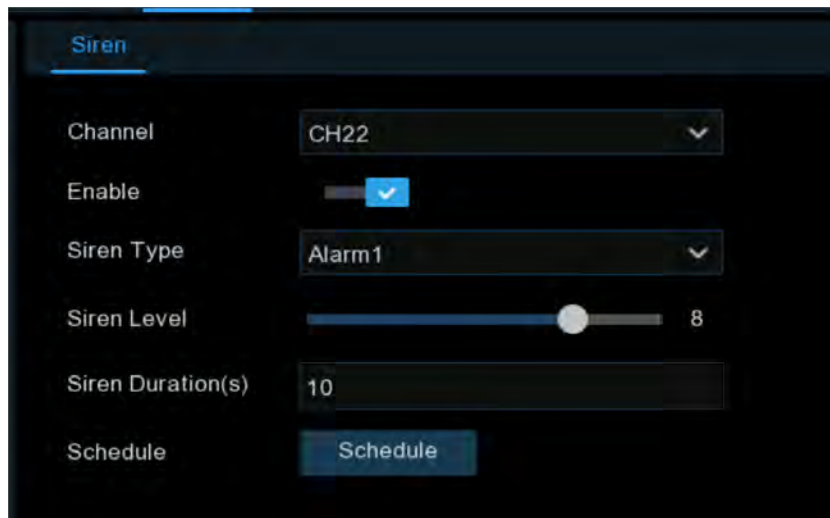 Siren
Channel CH22
Enable
Siren Type Alarm1
Siren Level 8
Siren Duration(s) 10
Schedule Schedule